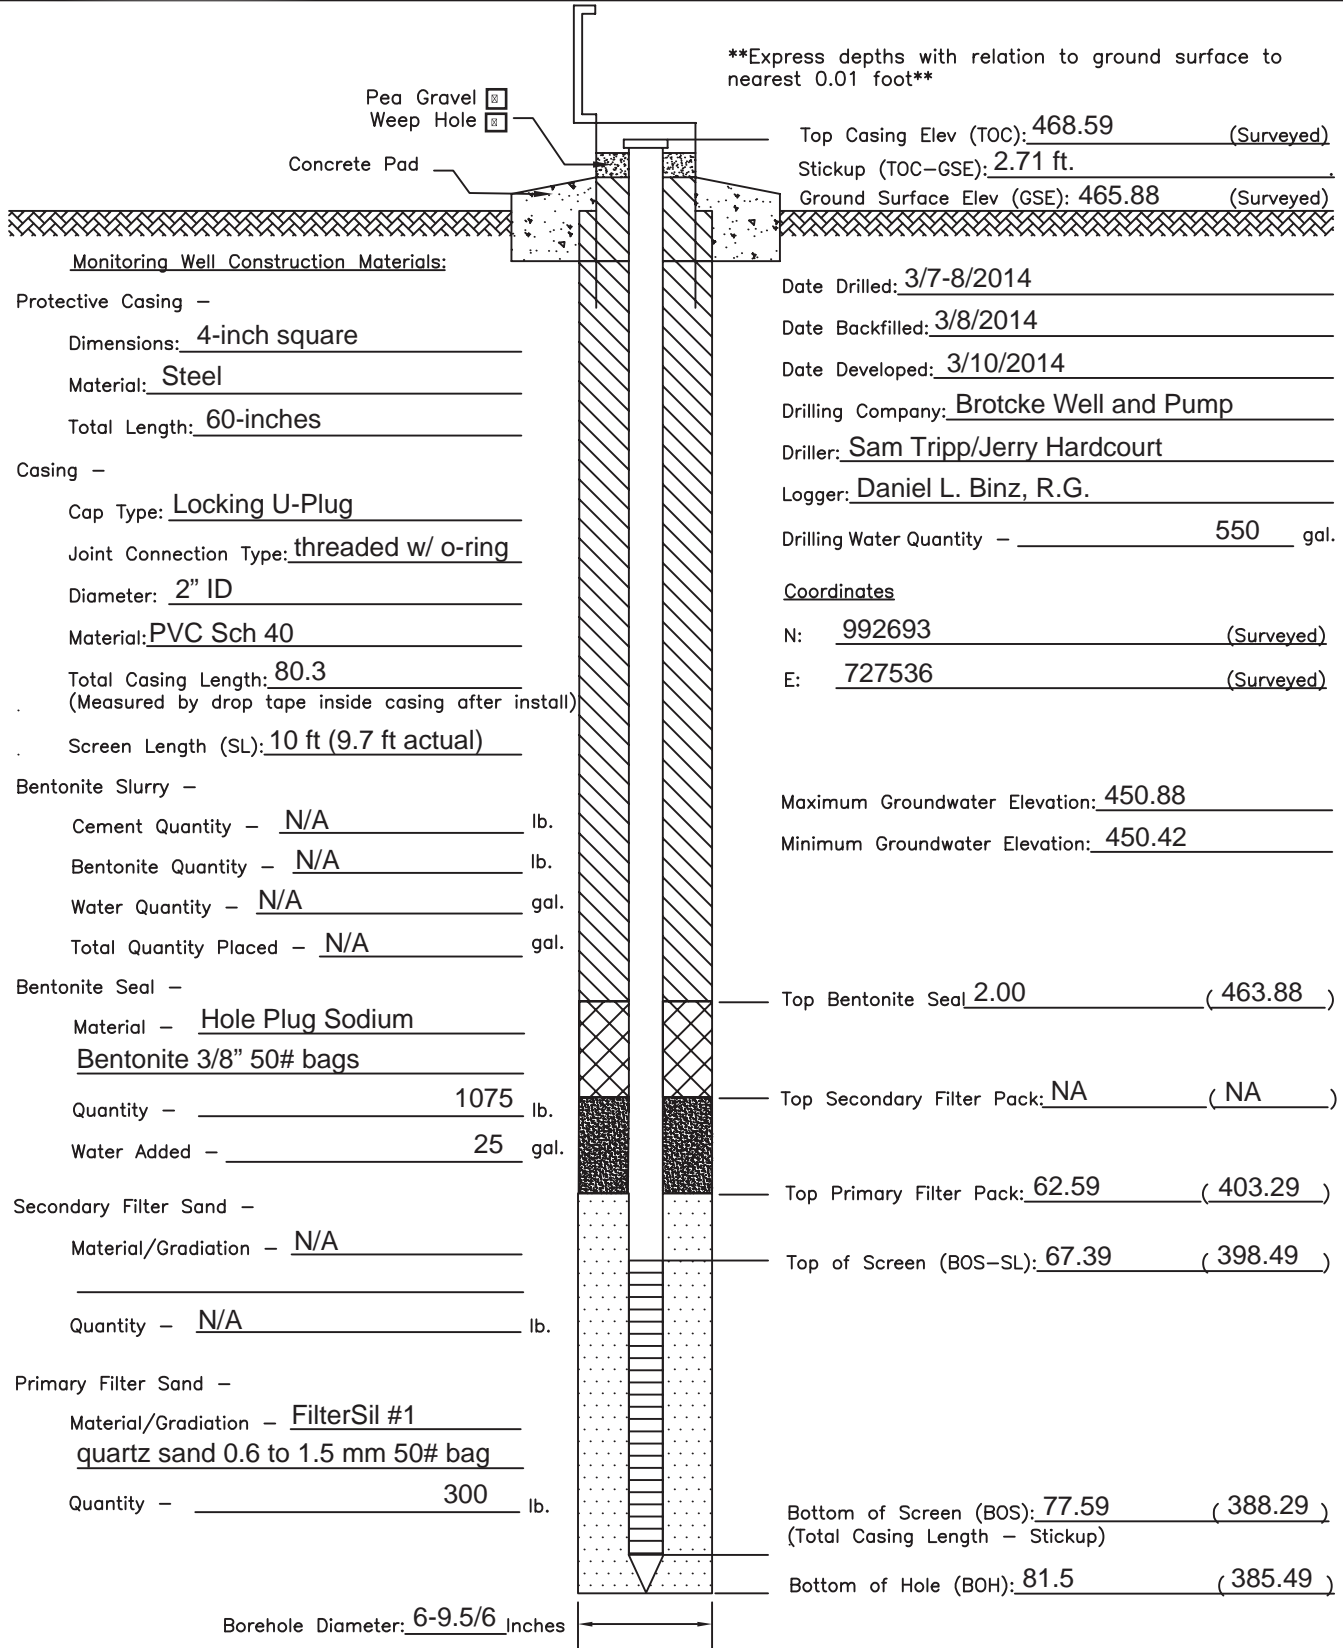 **Express depths with relation to ground surface to
nearest 0.01 foot**
Pea Gravel ☒
Weep Hole ☒
Concrete Pad
Top Casing Elev (TOC): 468.59 (Surveyed)
Stickup (TOC-GSE): 2.71 ft.
Ground Surface Elev (GSE): 465.88 (Surveyed)
Monitoring Well Construction Materials:
Protective Casing –
Dimensions: 4-inch square
Material: Steel
Total Length: 60-inches
Casing –
Cap Type: Locking U-Plug
Joint Connection Type: threaded w/ o-ring
Diameter: 2” ID
Material: PVC Sch 40
Total Casing Length: 80.3
(Measured by drop tape inside casing after install)
Screen Length (SL): 10 ft (9.7 ft actual)
Bentonite Slurry –
Cement Quantity – N/A lb.
Bentonite Quantity – N/A lb.
Water Quantity – N/A gal.
Total Quantity Placed – N/A gal.
Bentonite Seal –
Material – Hole Plug Sodium
Bentonite 3/8” 50# bags
Quantity – 1075 lb.
Water Added – 25 gal.
Secondary Filter Sand –
Material/Gradiation – N/A
Quantity – N/A lb.
Primary Filter Sand –
Material/Gradiation – FilterSil #1
quartz sand 0.6 to 1.5 mm 50# bag
Quantity – 300 lb.
Borehole Diameter: 6-9.5/6 Inches
Date Drilled: 3/7-8/2014
Date Backfilled: 3/8/2014
Date Developed: 3/10/2014
Drilling Company: Brotcke Well and Pump
Driller: Sam Tripp/Jerry Hardcourt
Logger: Daniel L. Binz, R.G.
Drilling Water Quantity – 550 gal.
Coordinates
N: 992693 (Surveyed)
E: 727536 (Surveyed)
Maximum Groundwater Elevation: 450.88
Minimum Groundwater Elevation: 450.42
Top Bentonite Seal 2.00 ( 463.88 )
Top Secondary Filter Pack: NA ( NA )
Top Primary Filter Pack: 62.59 ( 403.29 )
Top of Screen (BOS-SL): 67.39 ( 398.49 )
Bottom of Screen (BOS): 77.59 ( 388.29 )
(Total Casing Length – Stickup)
Bottom of Hole (BOH): 81.5 ( 385.49 )